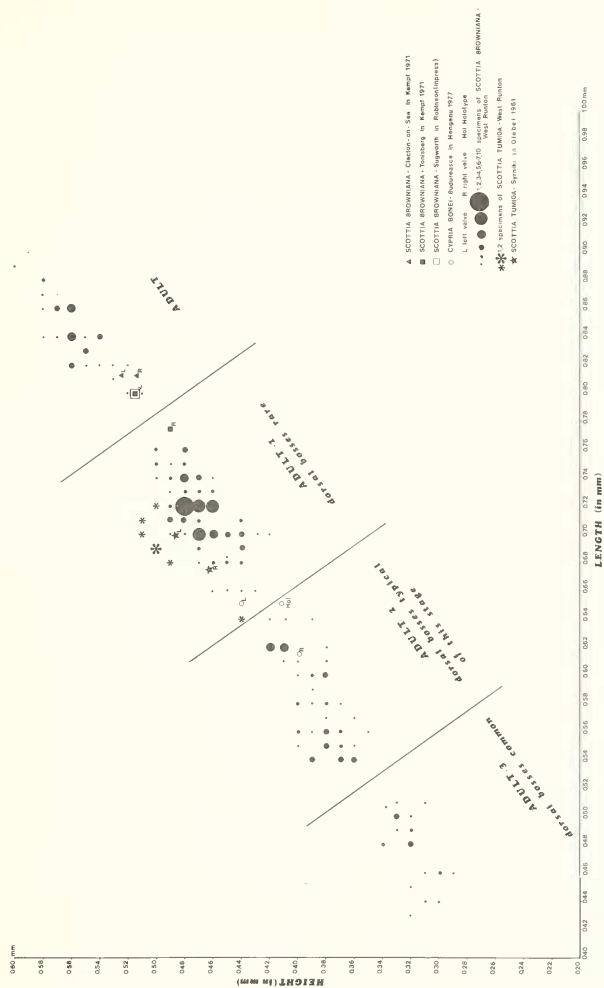 ▲ SCOTTIA BROWNIANA - Clacton-on-Sea in Kempf 1971
■ SCOTTIA BROWNIANA - Tonisberg in Kempf 1971
□ SCOTTIA BROWNIANA - Sugworth in Robinson (in press)
○ CYPRIA BONEI - Budureasca in Hanganu 1977
L left valve R right valve Hol Holotype
1,2,3-4,5,6-7,10 specimens of SCOTTIA BROWNIANA - West Runton
1,2 specimens of SCOTTIA TUMIDA - West Runton
★ SCOTTIA TUMIDA - in 1961
ADULT
ADULT-1
dorsal bosses rare
ADULT 2
dorsal bosses typical
of this stage
ADULT-3
dorsal bosses common
L
R
L
R
L
R
L
Hol
R
HEIGHT (in mm)
0.60 mm
0.58
0.56
0.54
0.52
0.50
0.48
0.46
0.44
0.42
0.40
0.38
0.36
0.34
0.32
0.30
0.28
0.26
0.24
0.22
0.20
0.40
0.42
0.44
0.46
0.48
0.50
0.52
0.54
0.56
0.58
0.60
0.62
0.64
0.66
0.68
0.70
0.72
0.74
0.76
0.78
0.80
0.82
0.84
0.86
0.88
0.90
0.92
0.94
0.96
0.98
1.00 mm
LENGTH (in mm)